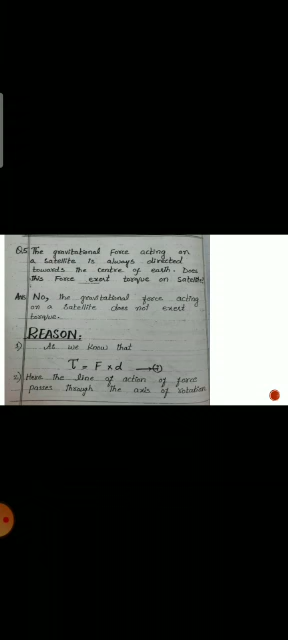 Q.5 The gravitational force acting on
a satellite is always directed
towards the centre of earth. Does
this Force exert torque on satellite
Ans No, the gravitational force acting
on a satellite does not exert
torque.
REASON:
1) As we know that
τ = F × d → ①
2) Here the line of action of force
passes through the axis of rotation